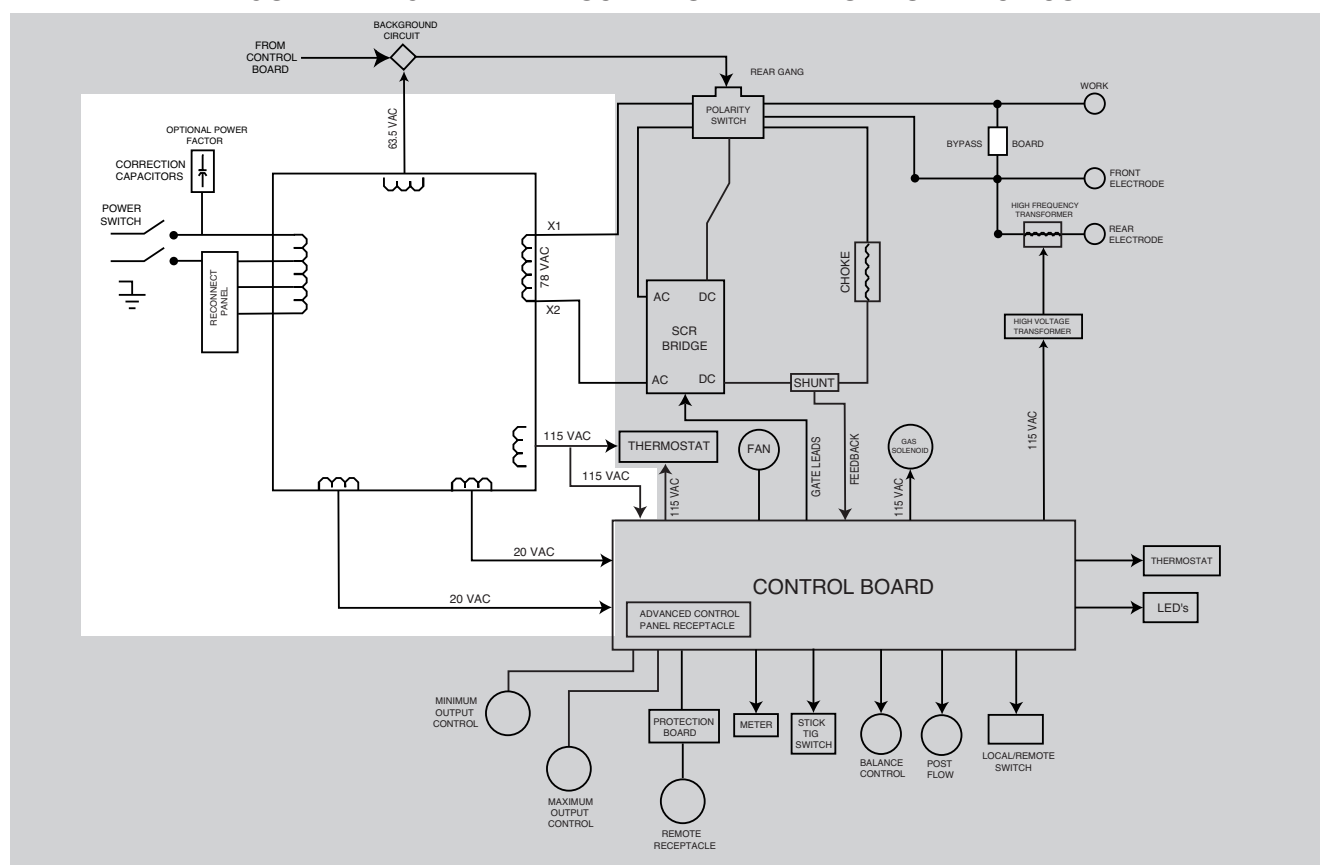 BACKGROUND
CIRCUIT
FROM
CONTROL
BOARD
REAR GANG
WORK
POLARITY
SWITCH
63.5 VAC
OPTIONAL POWER
FACTOR
CORRECTION
CAPACITORS
BYPASS
BOARD
FRONT
ELECTRODE
POWER
SWITCH
HIGH FREQUENCY
TRANSFORMER
REAR
ELECTRODE
X1
78 VAC
X2
RECONNECT
PANEL
CHOKE
AC
DC
SCR
BRIDGE
AC
DC
HIGH VOLTAGE
TRANSFORMER
SHUNT
115 VAC
THERMOSTAT
FAN
GATE LEADS
FEEDBACK
GAS
SOLENOID
115 VAC
115 VAC
115 VAC
115 VAC
20 VAC
20 VAC
CONTROL BOARD
ADVANCED CONTROL
PANEL RECEPTACLE
THERMOSTAT
LED's
MINIMUM
OUTPUT
CONTROL
MAXIMUM
OUTPUT
CONTROL
PROTECTION
BOARD
REMOTE
RECEPTACLE
METER
STICK
TIG
SWITCH
BALANCE
CONTROL
POST
FLOW
LOCAL/REMOTE
SWITCH